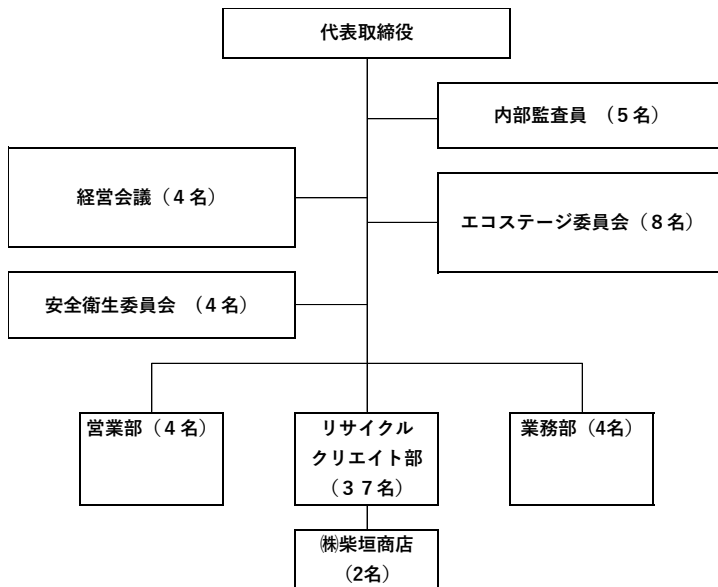 代表取締役
内部監査員 （５名）
経営会議（４名）
エコステージ委員会（８名）
安全衛生委員会 （４名）
営業部（４名）
リサイクル
クリエイト部
（３７名）
業務部（4名）
㈱柴垣商店
（2名）